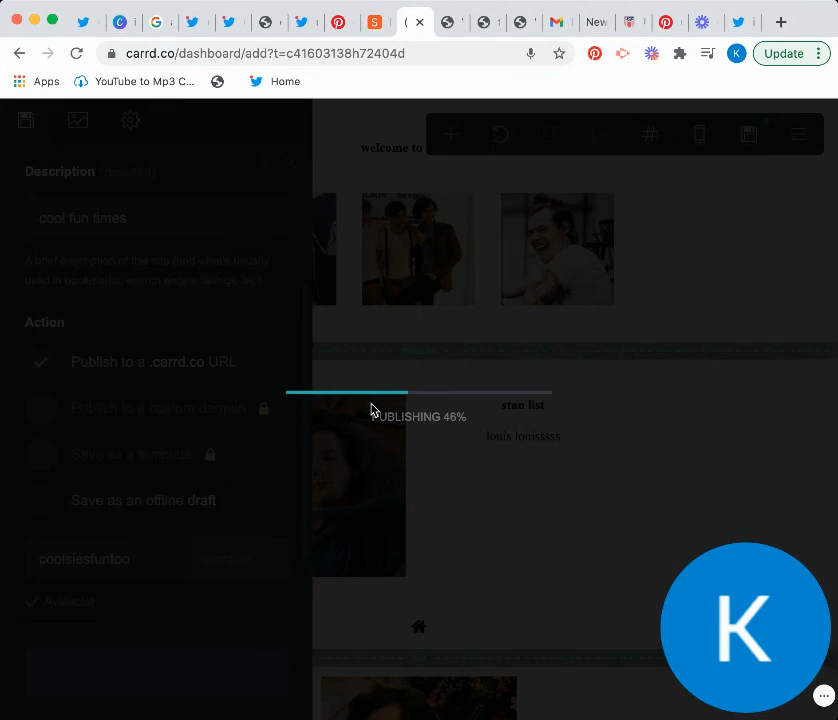 Update
carrd.co/dashboard/add?t=c41603138h72404d
K
Apps
YouTube to Mp3 C...
Home
New
welcome to
Description (required)
cool fun times
A brief description of this site (and what's usually
used in bookmarks, search engine listings, etc).
Action
Publish to a .carrd.co URL
Publish to a custom domain
Save as a template
Save as an offline draft
coolsiesfuntoo
.carrd.co
Available!
PUBLISHING 46%
stan list
louis louisssss
K